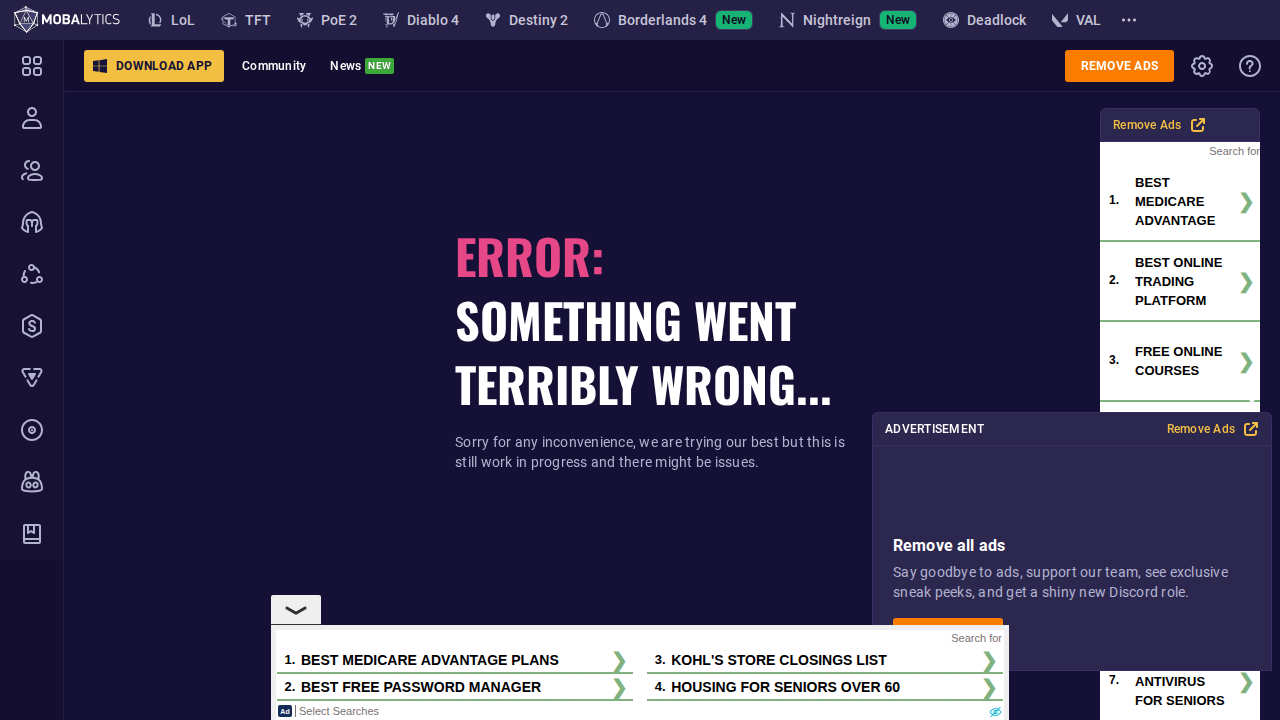 MOBALYTICS LoL TFT PoE 2 Diablo 4 Destiny 2 Borderlands 4 New Nightreign New Deadlock VAL
DOWNLOAD APP Community News NEW REMOVE ADS
Remove Ads
Search for
1. BEST MEDICARE ADVANTAGE
2. BEST ONLINE TRADING PLATFORM
3. FREE ONLINE COURSES
ERROR:
SOMETHING WENT
TERRIBLY WRONG...
Sorry for any inconvenience, we are trying our best but this is
still work in progress and there might be issues.
ADVERTISEMENT Remove Ads
Remove all ads
Say goodbye to ads, support our team, see exclusive
sneak peeks, and get a shiny new Discord role.
Search for
1. BEST MEDICARE ADVANTAGE PLANS
2. BEST FREE PASSWORD MANAGER
3. KOHL'S STORE CLOSINGS LIST
4. HOUSING FOR SENIORS OVER 60
Ad Select Searches
7. ANTIVIRUS FOR SENIORS